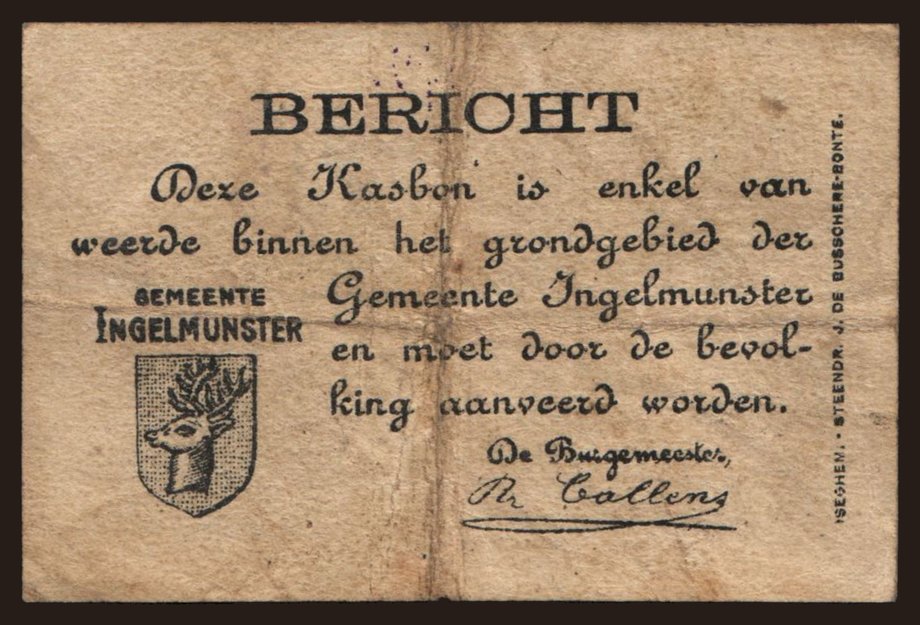 BERICHT
Deze Kasbon is enkel van
weerde binnen het grondgebied der
Gemeente Ingelmunster
en moet door de bevol-
king aanveerd worden.
GEMEENTE
INGELMUNSTER
De Burgemeester,
Callens
ISEGHEM. - STEENDR. J. DE BUSSCHERE-BONTE.